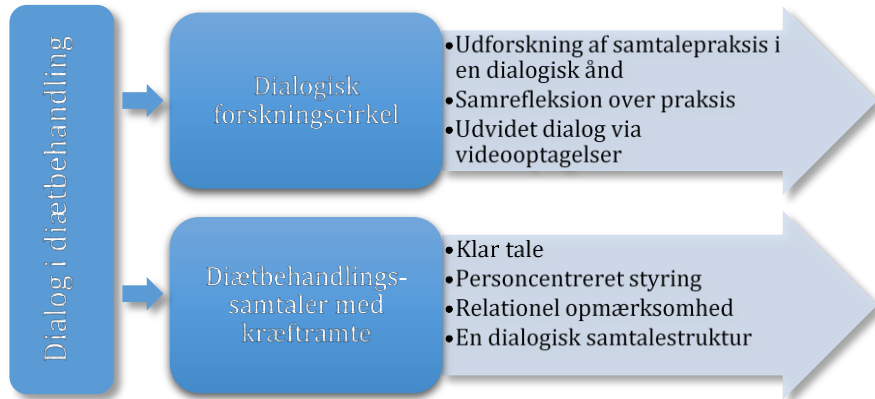 Dialog i diætbehandling
Dialogisk
forskningscirkel
•Udforskning af samtalepraksis i
en dialogisk ånd
•Samrefleksion over praksis
•Udvidet dialog via
videooptagelser
Diætbehandlings-
samtaler med
kræftramte
•Klar tale
•Personcentreret styring
•Relationel opmærksomhed
•En dialogisk samtalestruktur